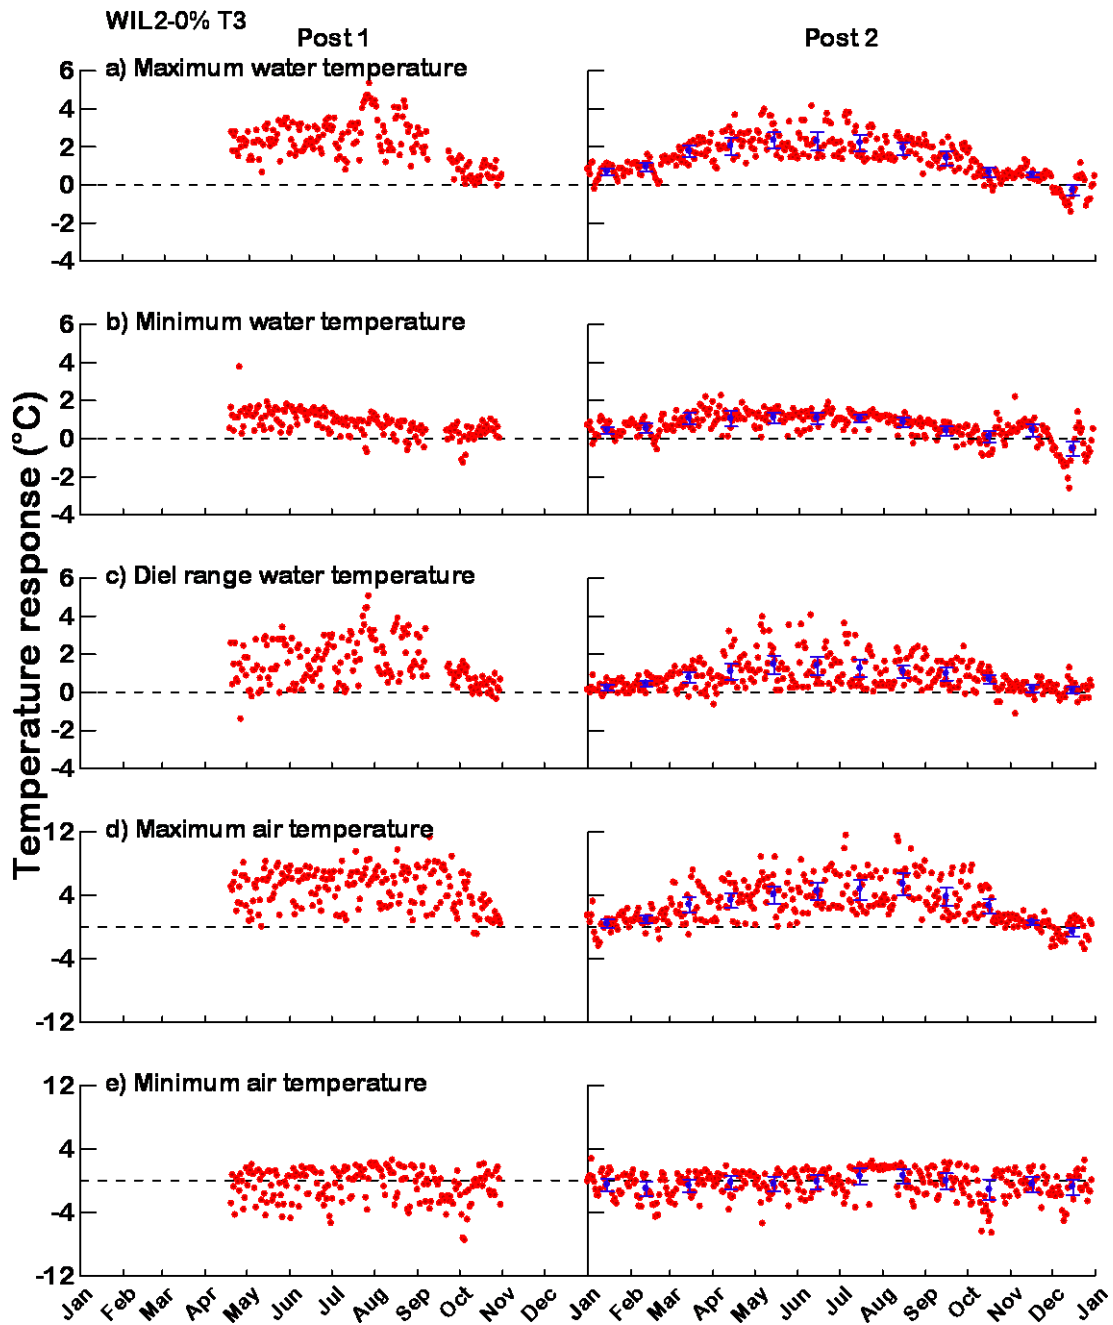 WIL2-0% T3
Post 1
Post 2
Temperature response (°C)
a) Maximum water temperature
6
4
2
0
-2
-4
b) Minimum water temperature
6
4
2
0
-2
-4
c) Diel range water temperature
6
4
2
0
-2
-4
d) Maximum air temperature
12
4
-4
-12
e) Minimum air temperature
12
4
-4
-12
Jan Feb Mar Apr May Jun Jul Aug Sep Oct Nov Dec Jan Feb Mar Apr May Jun Jul Aug Sep Oct Nov Dec Jan